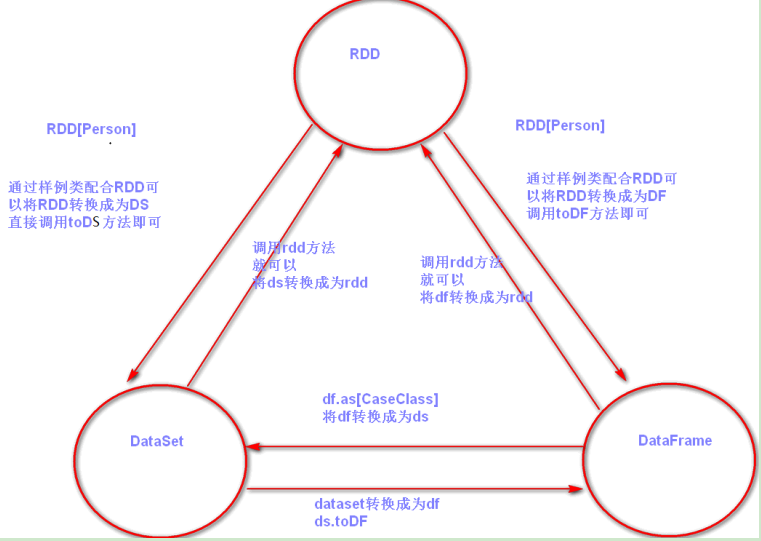 RDD
RDD[Person]
RDD[Person]
通过样例类配合RDD可
以将RDD转换成为DS
直接调用toDS方法即可
通过样例类配合RDD可
以将RDD转换成为DF
调用toDF方法即可
调用rdd方法
就可以
将ds转换成为rdd
调用rdd方法
就可以
将df转换成为rdd
df.as[CaseClass]
将df转换成为ds
DataSet
DataFrame
dataset转换成为df
ds.toDF